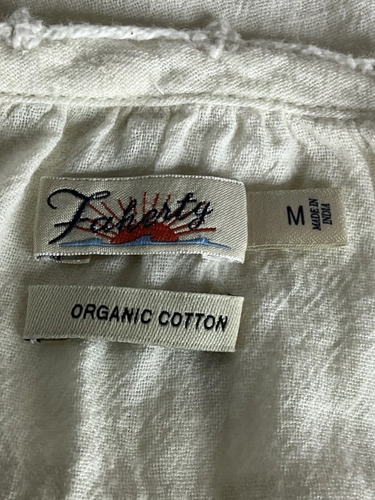 Faherty
M
MADE IN
INDIA
ORGANIC COTTON